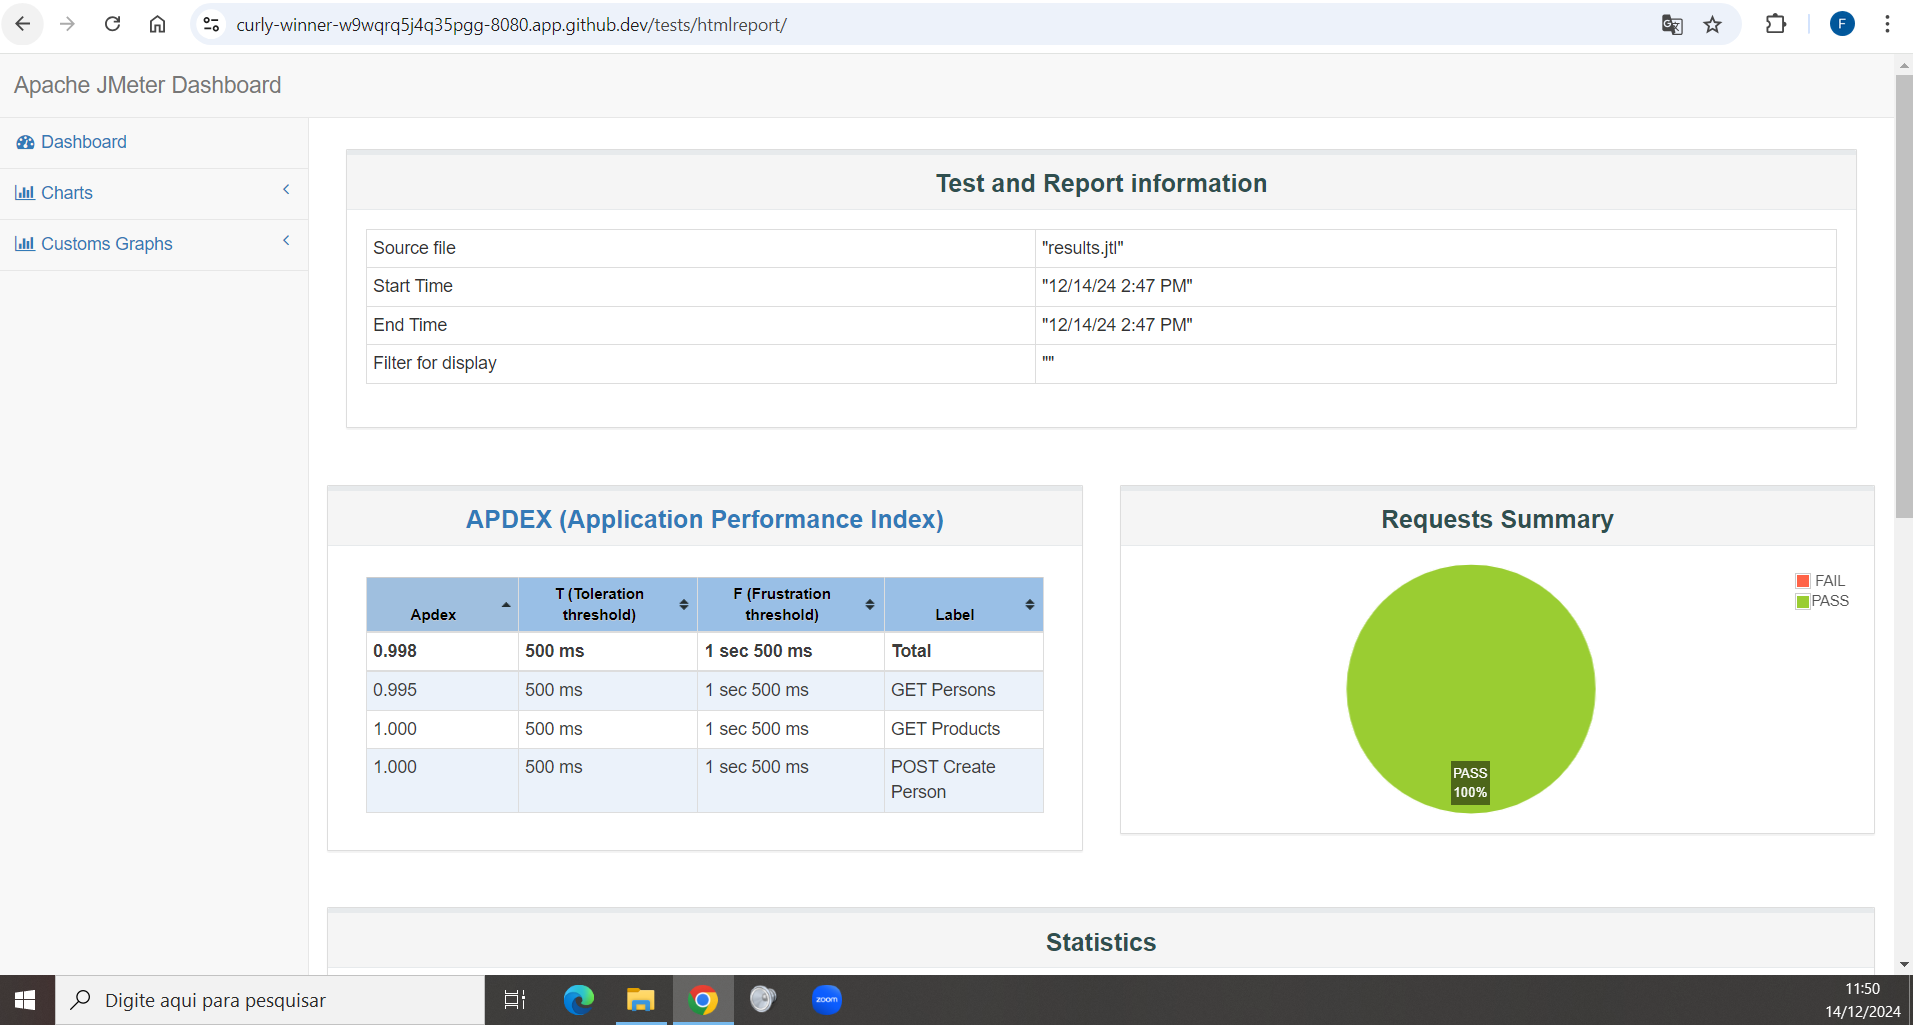 curly-winner-w9wqrq5j4q35pgg-8080.app.github.dev/tests/htmlreport/
F
Apache JMeter Dashboard
Dashboard
Charts
Customs Graphs
Test and Report information
Source file "results.jtl"
Start Time "12/14/24 2:47 PM"
End Time "12/14/24 2:47 PM"
Filter for display ""
APDEX (Application Performance Index)
Apdex T (Toleration threshold) F (Frustration threshold) Label
0.998 500 ms 1 sec 500 ms Total
0.995 500 ms 1 sec 500 ms GET Persons
1.000 500 ms 1 sec 500 ms GET Products
1.000 500 ms 1 sec 500 ms POST Create Person
Requests Summary
FAIL
PASS
PASS
100%
Statistics
Digite aqui para pesquisar
zoom
11:50
14/12/2024